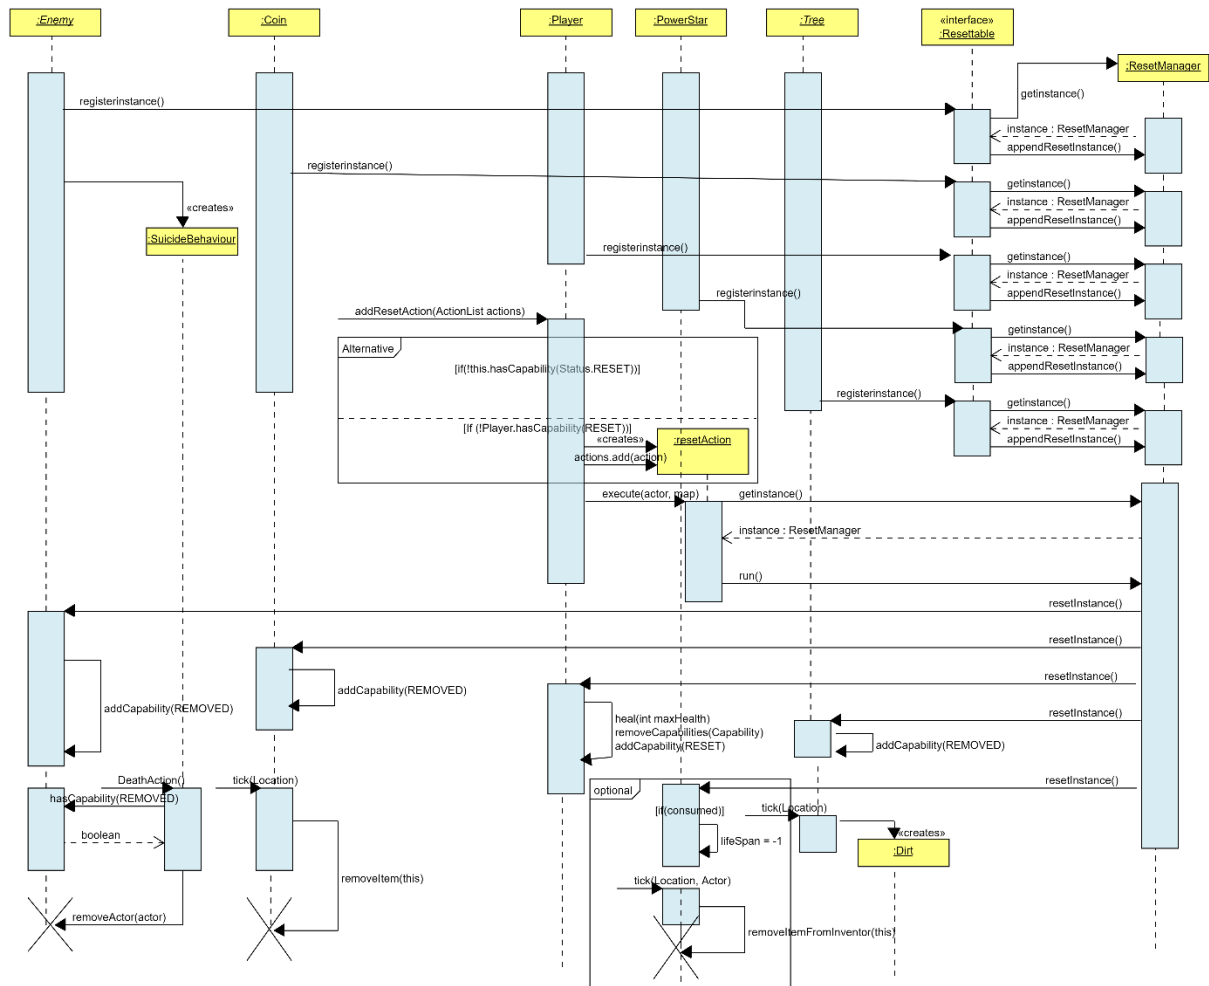 :Enemy
:Coin
:Player
:PowerStar
:Tree
«interface»
:Resettable
:ResetManager
getinstance()
registerinstance()
instance : ResetManager
appendResetInstance()
registerinstance()
getinstance()
instance : ResetManager
appendResetInstance()
«creates»
:SuicideBehaviour
registerinstance()
getinstance()
instance : ResetManager
appendResetInstance()
registerinstance()
addResetAction(ActionList actions)
getinstance()
instance : ResetManager
appendResetInstance()
Alternative
[if(!this.hasCapability(Status.RESET))]
registerinstance()
getinstance()
instance : ResetManager
appendResetInstance()
[If (!Player.hasCapability(RESET))]
«creates»
:resetAction
actions.add(action)
execute(actor, map)
getinstance()
instance : ResetManager
run()
resetInstance()
resetInstance()
resetInstance()
resetInstance()
resetInstance()
addCapability(REMOVED)
addCapability(REMOVED)
heal(int maxHealth)
removeCapabilities(Capability)
addCapability(RESET)
addCapability(REMOVED)
DeathAction()
tick(Location)
hasCapability(REMOVED)
boolean
optional
[if(consumed)]
tick(Location)
lifeSpan = -1
«creates»
:Dirt
removeItem(this)
tick(Location, Actor)
removeActor(actor)
removeItemFromInventor(this)